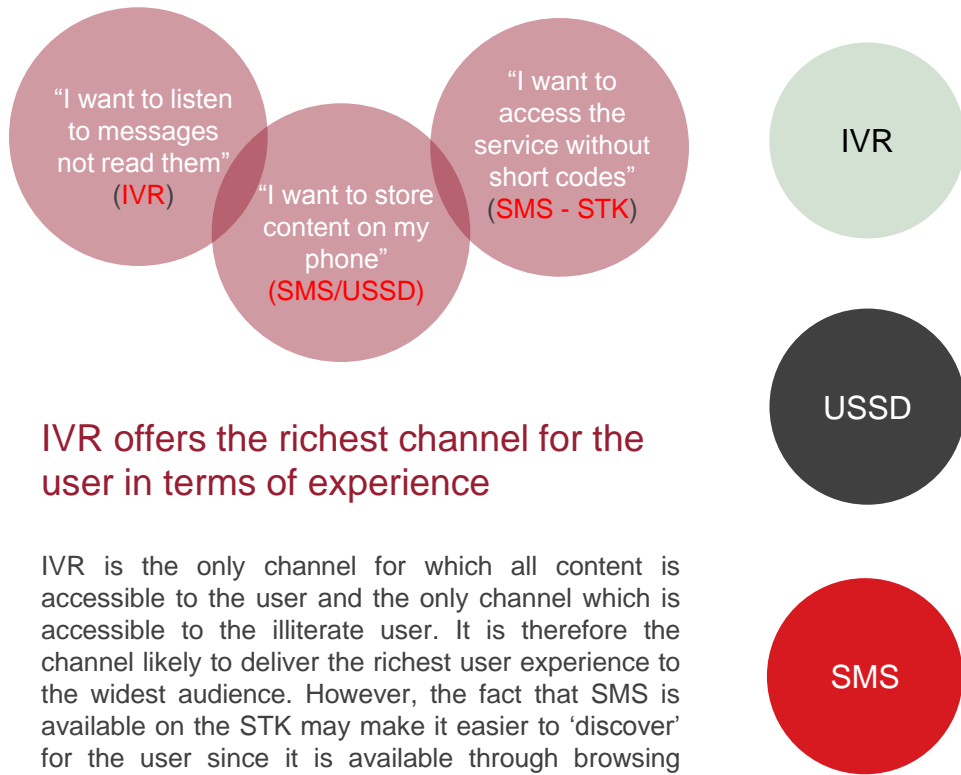 “I want to listen
to messages
not read them”
(IVR)
“I want to store
content on my
phone”
(SMS/USSD)
“I want to
access the
service without
short codes”
(SMS - STK)
IVR
USSD
SMS
IVR offers the richest channel for the
user in terms of experience
IVR is the only channel for which all content is
accessible to the user and the only channel which is
accessible to the illiterate user. It is therefore the
channel likely to deliver the richest user experience to
the widest audience. However, the fact that SMS is
available on the STK may make it easier to ‘discover’
for the user since it is available through browsing